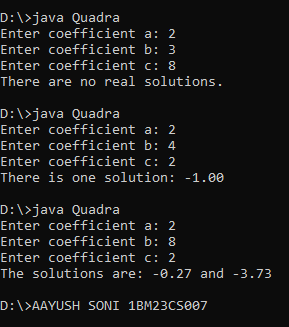 D:\>java Quadra
Enter coefficient a: 2
Enter coefficient b: 3
Enter coefficient c: 8
There are no real solutions.
D:\>java Quadra
Enter coefficient a: 2
Enter coefficient b: 4
Enter coefficient c: 2
There is one solution: -1.00
D:\>java Quadra
Enter coefficient a: 2
Enter coefficient b: 8
Enter coefficient c: 2
The solutions are: -0.27 and -3.73
D:\>AAYUSH SONI 1BM23CS007